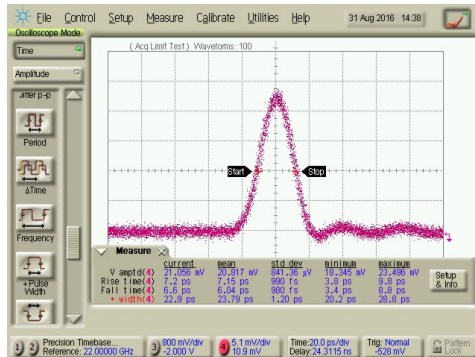 File Control Setup Measure Calibrate Utilities Help 31 Aug 2016 14:38
Oscilloscope Mode
Time
( Acq Limit Test ) Waveforms: 100
Amplitude
Jitter p-p
Period
ΔTime
Start Stop
Frequency
+ Pulse Width
Measure
current mean std dev minimum maximum
V amptd(4) 21.056 mV 20.817 mV 841.36 µV 18.345 mV 23.496 mV
Rise time(4) 7.2 ps 7.15 ps 990 fs 3.8 ps 9.8 ps
Fall time(4) 6.6 ps 6.04 ps 980 fs 3.4 ps 8.8 ps
+ width(4) 22.9 ps 23.79 ps 1.20 ps 20.2 ps 28.8 ps
Setup & Info
1 2 Precision Timebase...
Reference: 22.00000 GHz
3 800 mV/div
-2.000 V
4 5.1 mV/div
10.9 mV
Time:20.0 ps/div
Delay:24.3115 ns
Trig: Normal
-528 mV
Pattern Lock